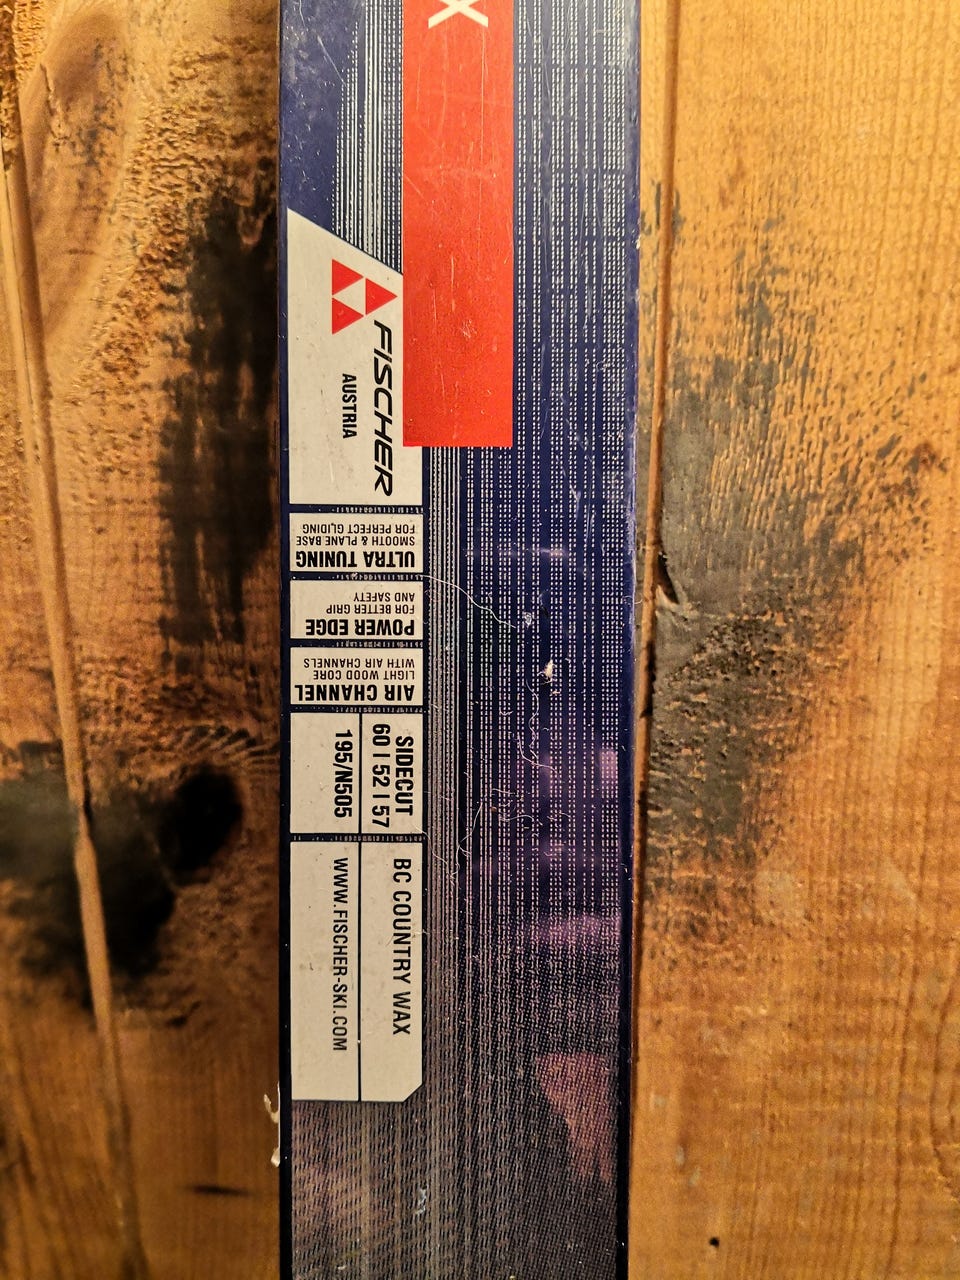 X
FISCHER
AUSTRIA
ULTRA TUNING
SMOOTH & PLANE BASE
FOR PERFECT GLIDING
POWER EDGE
FOR BETTER GRIP
AND SAFETY
AIR CHANNEL
LIGHT WOOD CORE
WITH AIR CHANNELS
SIDECUT
60 | 52 | 57
195/N505
BC COUNTRY WAX
WWW.FISCHER-SKI.COM